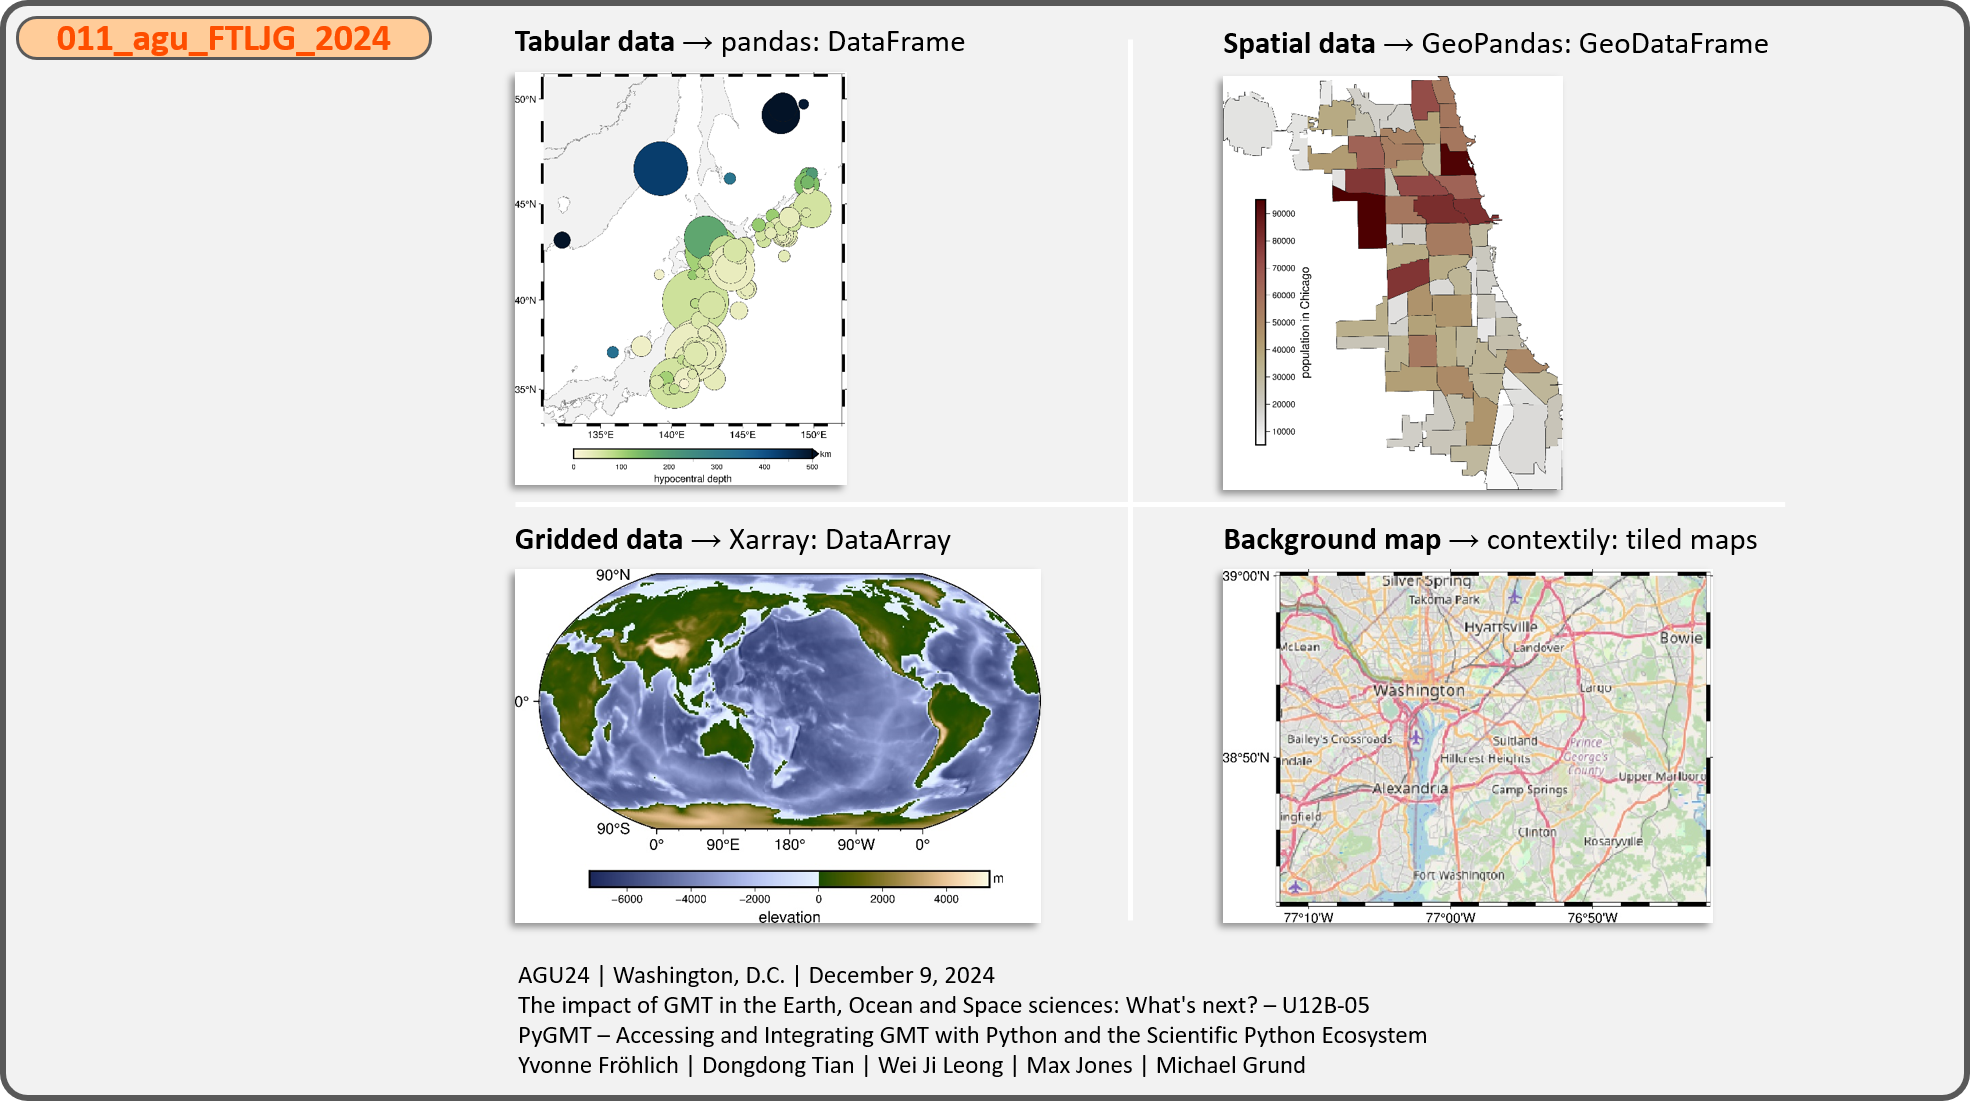 011_agu_FTLJG_2024
Tabular data → pandas: DataFrame
50°N
45°N
40°N
35°N
135°E 140°E 145°E 150°E
km
0 100 200 300 400 500
hypocentral depth
Spatial data → GeoPandas: GeoDataFrame
90000
80000
70000
60000
50000
40000
30000
20000
10000
population in Chicago
Gridded data → Xarray: DataArray
90°N
0°
90°S
0° 90°E 180° 90°W 0°
m
−6000 −4000 −2000 0 2000 4000
elevation
Background map → contextily: tiled maps
39°00'N
Silver Spring
Takoma Park
Hyattsville
Bowie
McLean
Landover
Washington
Largo
Bailey's Crossroads
Suitland
Prince
George's
County
38°50'N
ndale
Hillcrest Heights
Upper Marlboro
Alexandria
Camp Springs
ingfield
Clinton
Rosaryville
Fort Washington
77°10'W 77°00'W 76°50'W
AGU24 | Washington, D.C. | December 9, 2024
The impact of GMT in the Earth, Ocean and Space sciences: What's next? – U12B-05
PyGMT – Accessing and Integrating GMT with Python and the Scientific Python Ecosystem
Yvonne Fröhlich | Dongdong Tian | Wei Ji Leong | Max Jones | Michael Grund